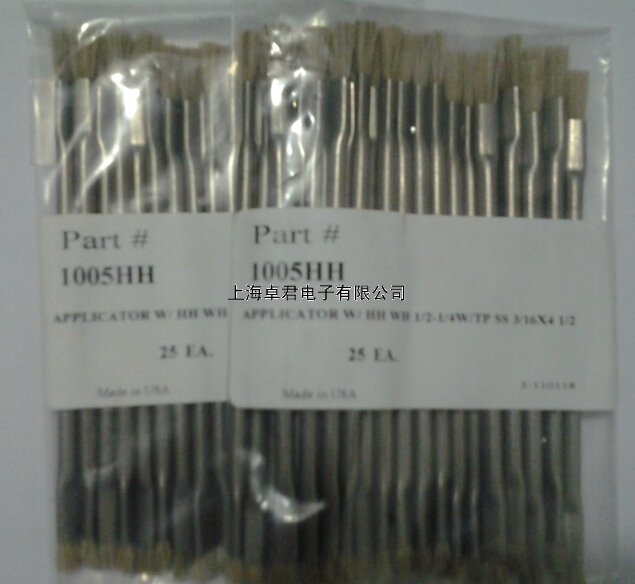 Part #
1005HH
APPLICATOR W/ HH WH
25 EA.
Made in USA
Part #
1005HH
APPLICATOR W/ HH WH 1/2-1/4W/TP SS 3/16X4 1/2
25 EA.
Made in USA
上海卓君电子有限公司